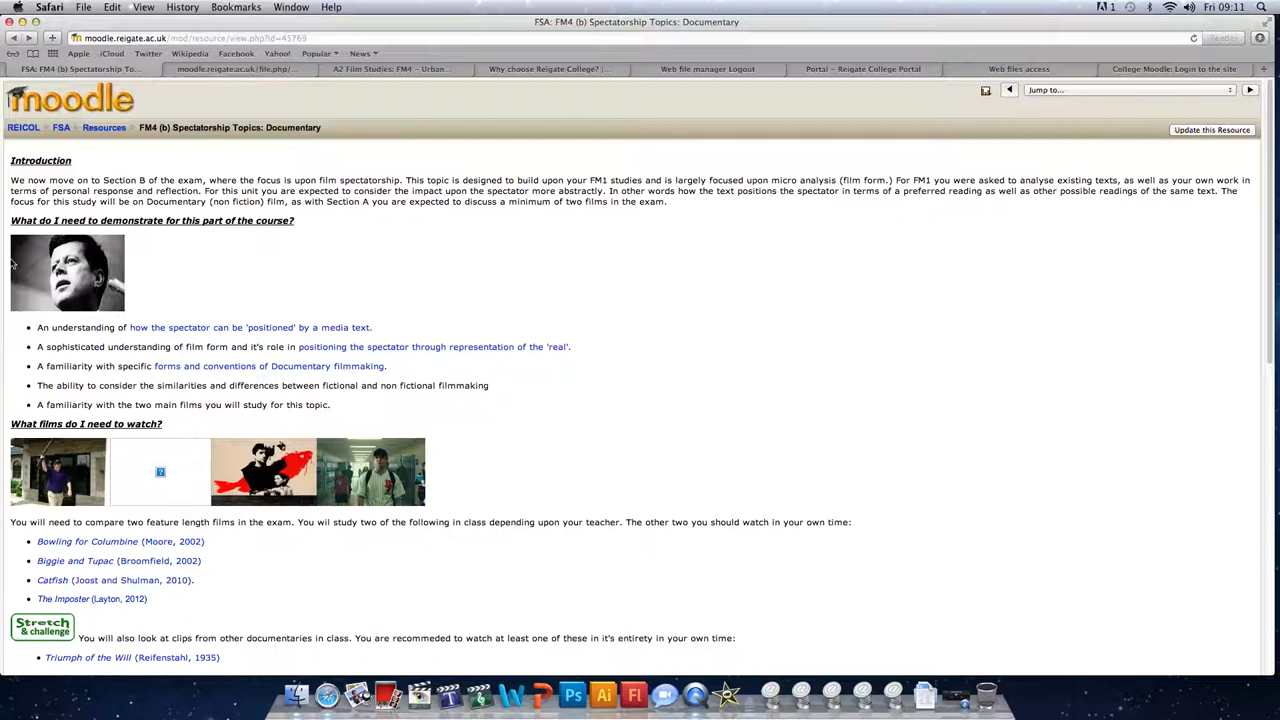 Safari File Edit View History Bookmarks Window Help
1 Fri 09:11
FSA: FM4 (b) Spectatorship Topics: Documentary
moodle.reigate.ac.uk/mod/resource/view.php?id=45769
Reader
Apple iCloud Twitter Wikipedia Facebook Yahoo! Popular News
FSA: FM4 (b) Spectatorship To... moodle.reigate.ac.uk/file.php/... A2 Film Studies: FM4 – Urban... Why choose Reigate College? |... Web file manager Logout Portal – Reigate College Portal Web files access College Moodle: Login to the site
moodle
Jump to...
REICOL FSA Resources FM4 (b) Spectatorship Topics: Documentary
Update this Resource
Introduction
We now move on to Section B of the exam, where the focus is upon film spectatorship. This topic is designed to build upon your FM1 studies and is largely focused upon micro analysis (film form.) For FM1 you were asked to analyse existing texts, as well as your own work in
terms of personal response and reflection. For this unit you are expected to consider the impact upon the spectator more abstractly. In other words how the text positions the spectator in terms of a preferred reading as well as other possible readings of the same text. The
focus for this study will be on Documentary (non fiction) film, as with Section A you are expected to discuss a minimum of two films in the exam.
What do I need to demonstrate for this part of the course?
• An understanding of how the spectator can be 'positioned' by a media text.
• A sophisticated understanding of film form and it's role in positioning the spectator through representation of the 'real'.
• A familiarity with specific forms and conventions of Documentary filmmaking.
• The ability to consider the similarities and differences between fictional and non fictional filmmaking
• A familiarity with the two main films you will study for this topic.
What films do I need to watch?
?
You will need to compare two feature length films in the exam. You wil study two of the following in class depending upon your teacher. The other two you should watch in your own time:
• Bowling for Columbine (Moore, 2002)
• Biggie and Tupac (Broomfield, 2002)
• Catfish (Joost and Shulman, 2010).
• The Imposter (Layton, 2012)
Stretch
& challenge
You will also look at clips from other documentaries in class. You are recommeded to watch at least one of these in it's entirety in your own time:
• Triumph of the Will (Reifenstahl, 1935)
W P Ps Ai Fl